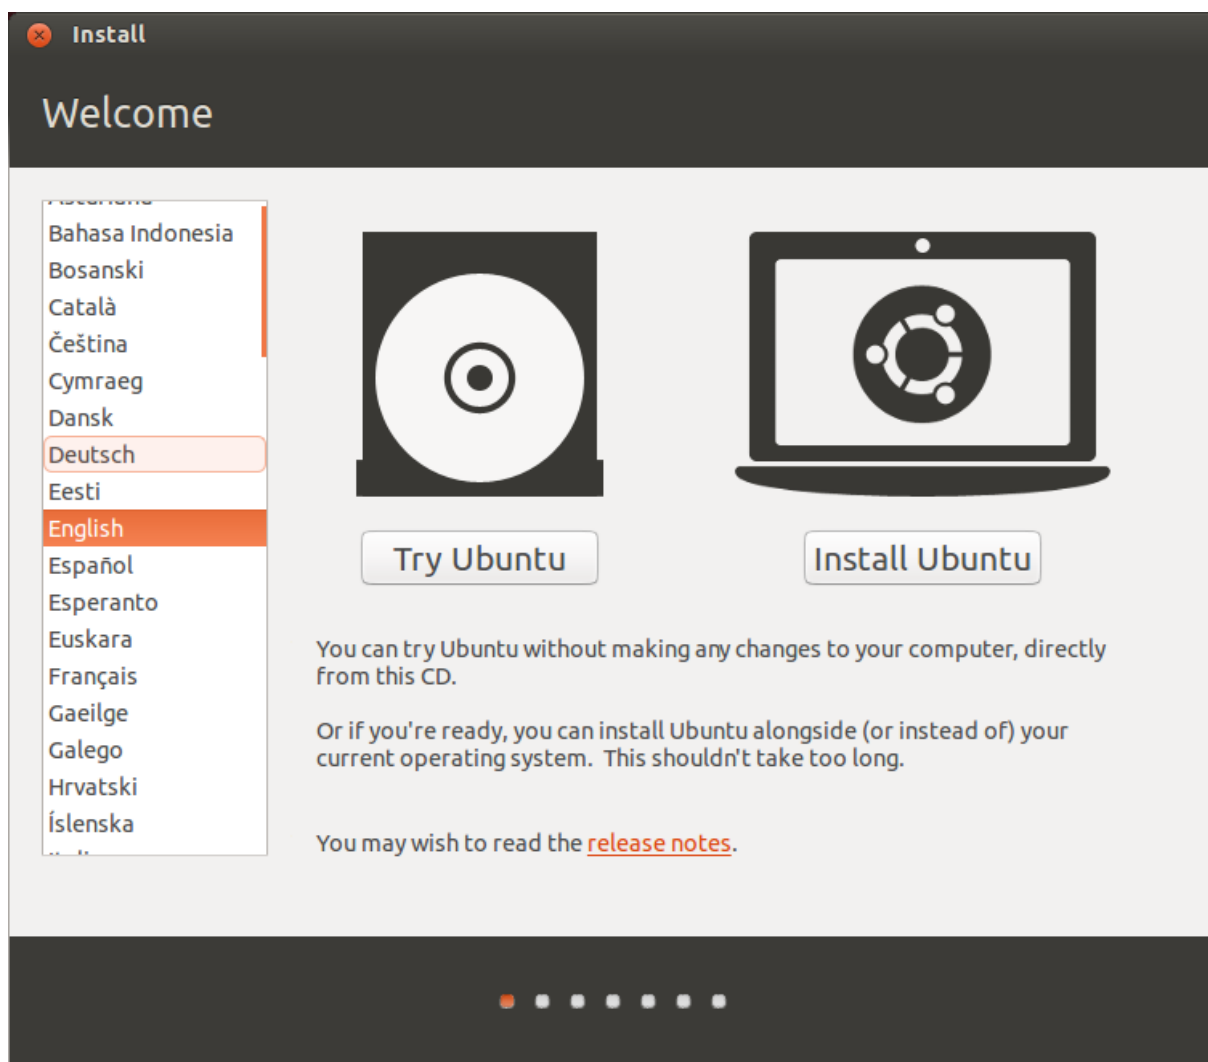 Install
Welcome
Bahasa Indonesia
Bosanski
Català
Čeština
Cymraeg
Dansk
Deutsch
Eesti
English
Español
Esperanto
Euskara
Français
Gaeilge
Galego
Hrvatski
Íslenska
Try Ubuntu
Install Ubuntu
You can try Ubuntu without making any changes to your computer, directly
from this CD.
Or if you're ready, you can install Ubuntu alongside (or instead of) your
current operating system.  This shouldn't take too long.
You may wish to read the release notes.